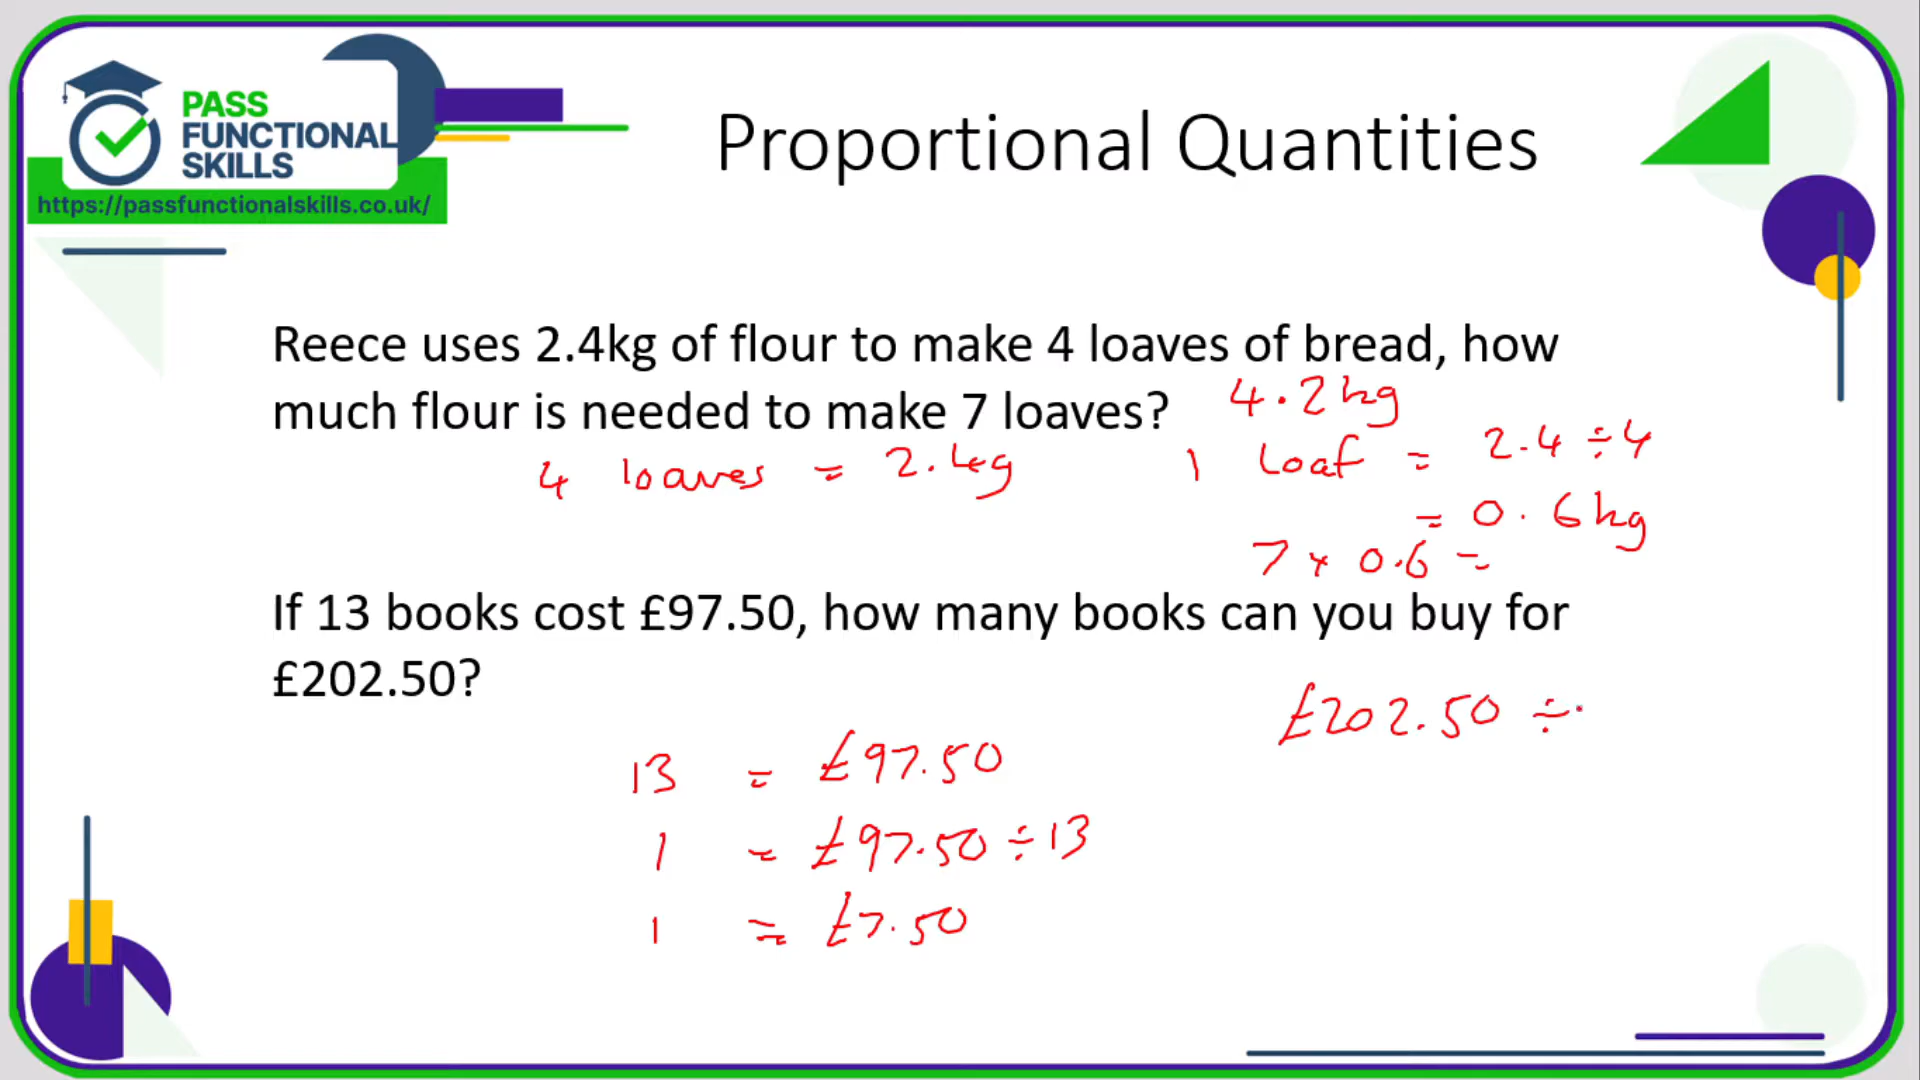 PASS
FUNCTIONAL
SKILLS
https://passfunctionalskills.co.uk/
Proportional Quantities
Reece uses 2.4kg of flour to make 4 loaves of bread, how
much flour is needed to make 7 loaves?
4.2kg
4 loaves = 2.4kg
1 Loaf = 2.4 ÷ 4
= 0.6kg
7 × 0.6 =
If 13 books cost £97.50, how many books can you buy for
£202.50?
£202.50 ÷
13 = £97.50
1 = £97.50 ÷ 13
1 = £7.50